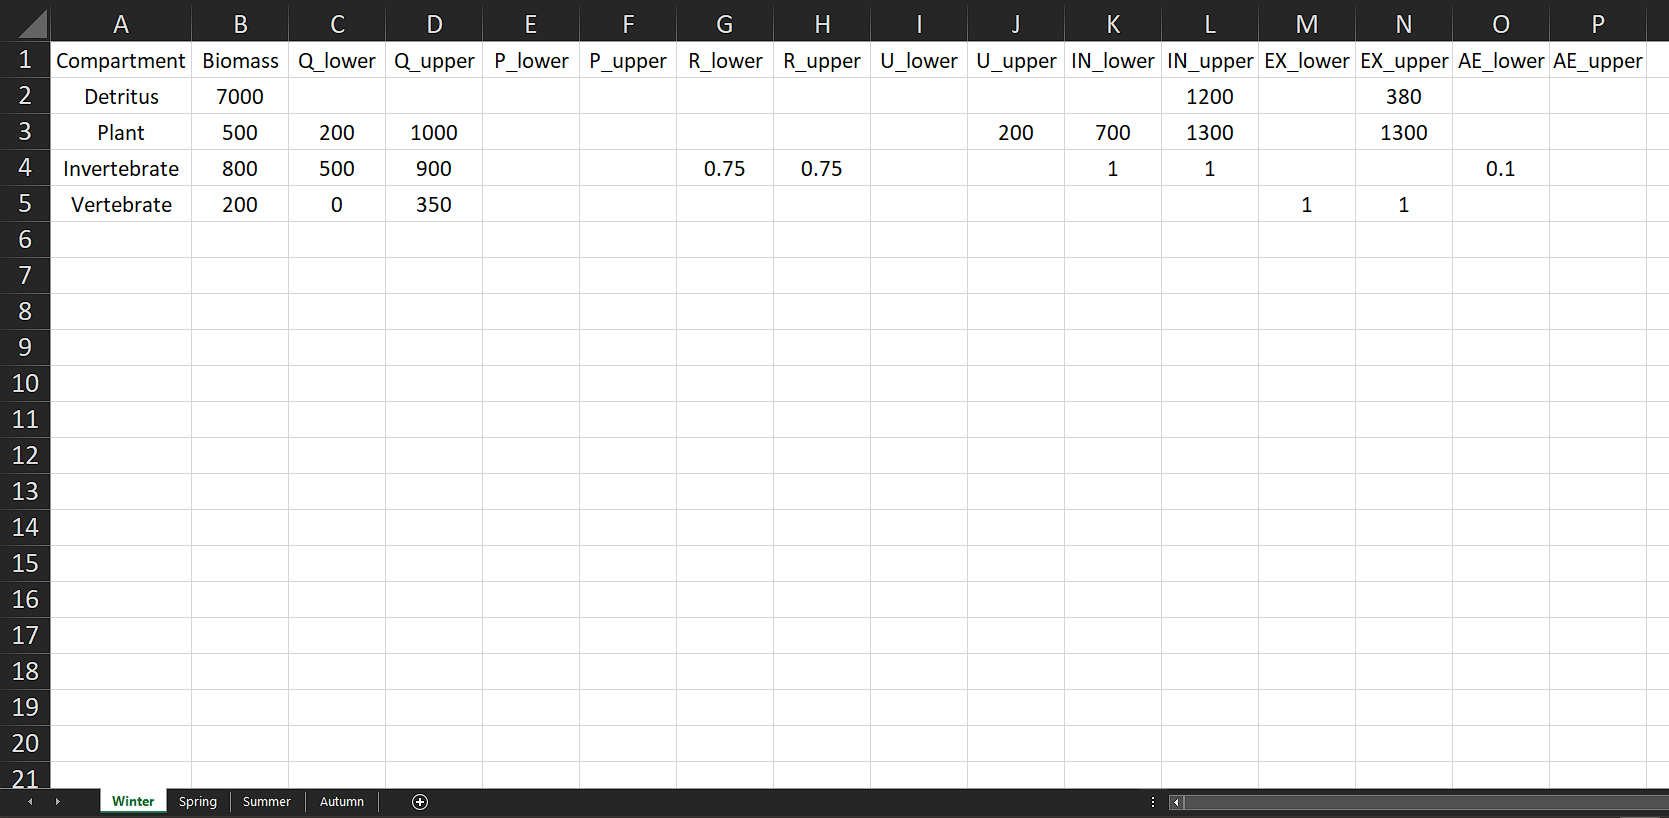 A B C D E F G H I J K L M N O P
1 Compartment Biomass Q_lower Q_upper P_lower P_upper R_lower R_upper U_lower U_upper IN_lower IN_upper EX_lower EX_upper AE_lower AE_upper
2 Detritus 7000 1200 380
3 Plant 500 200 1000 200 700 1300 1300
4 Invertebrate 800 500 900 0.75 0.75 1 1 0.1
5 Vertebrate 200 0 350 1 1
6
7
8
9
10
11
12
13
14
15
16
17
18
19
20
21
Winter Spring Summer Autumn